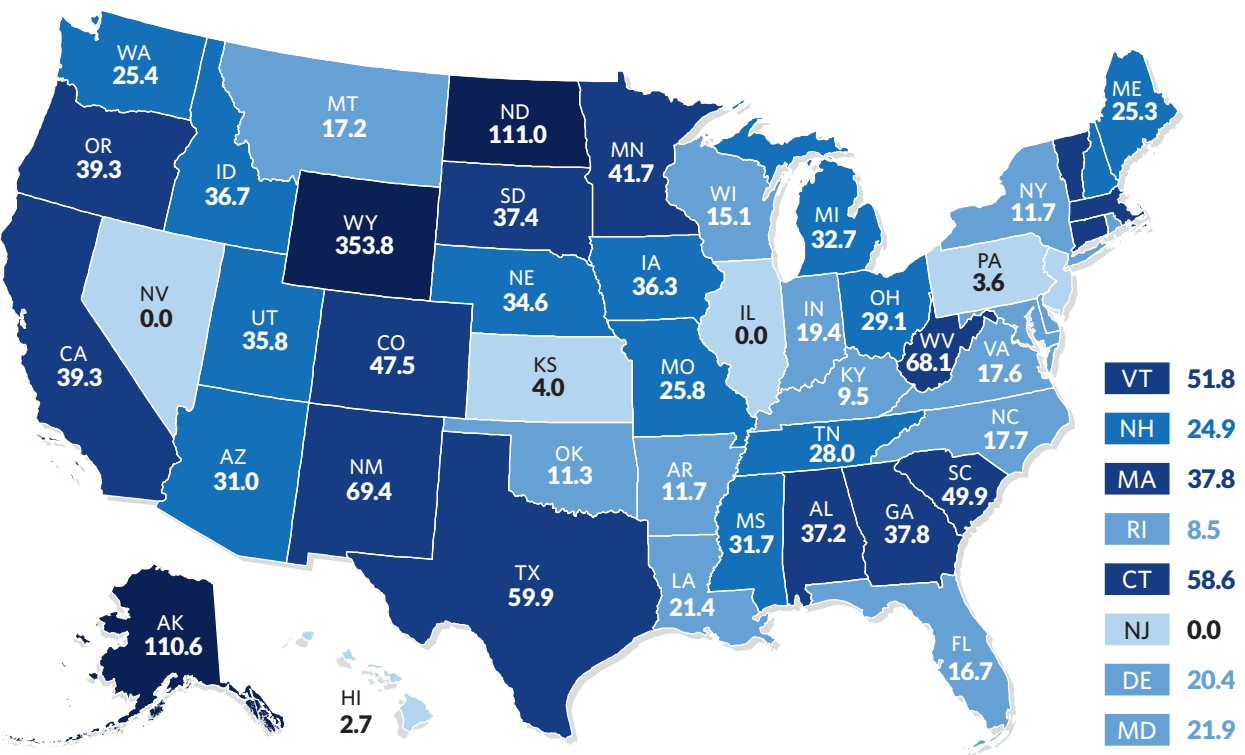 WA
25.4
OR
39.3
CA
39.3
NV
0.0
ID
36.7
MT
17.2
WY
353.8
UT
35.8
AZ
31.0
CO
47.5
NM
69.4
ND
111.0
SD
37.4
NE
34.6
KS
4.0
OK
11.3
TX
59.9
MN
41.7
IA
36.3
MO
25.8
AR
11.7
LA
21.4
WI
15.1
IL
0.0
MI
32.7
IN
19.4
OH
29.1
KY
9.5
TN
28.0
MS
31.7
AL
37.2
GA
37.8
FL
16.7
SC
49.9
NC
17.7
VA
17.6
WV
68.1
PA
3.6
NY
11.7
ME
25.3
AK
110.6
HI
2.7
VT 51.8
NH 24.9
MA 37.8
RI 8.5
CT 58.6
NJ 0.0
DE 20.4
MD 21.9